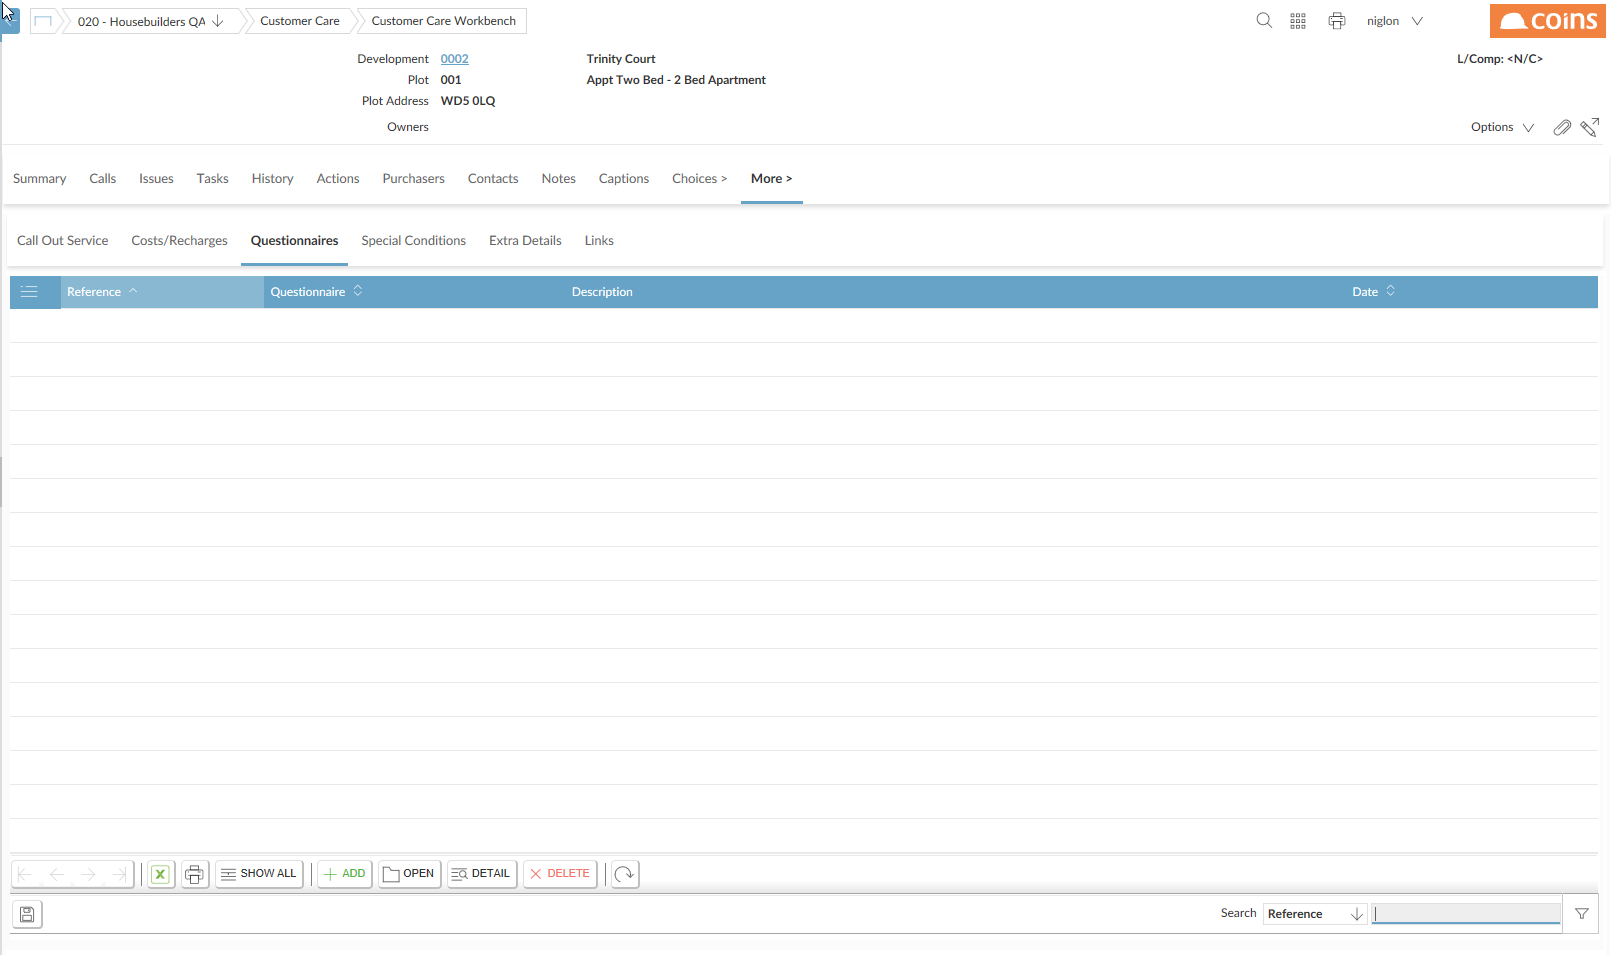 020 - Housebuilders QA Customer Care Customer Care Workbench niglon coins
Development 0002 Trinity Court L/Comp: <N/C>
Plot 001 Appt Two Bed - 2 Bed Apartment
Plot Address WD5 0LQ
Owners Options
Summary Calls Issues Tasks History Actions Purchasers Contacts Notes Captions Choices > More >
Call Out Service Costs/Recharges Questionnaires Special Conditions Extra Details Links
Reference Questionnaire Description Date
X SHOW ALL ADD OPEN DETAIL DELETE
Search Reference